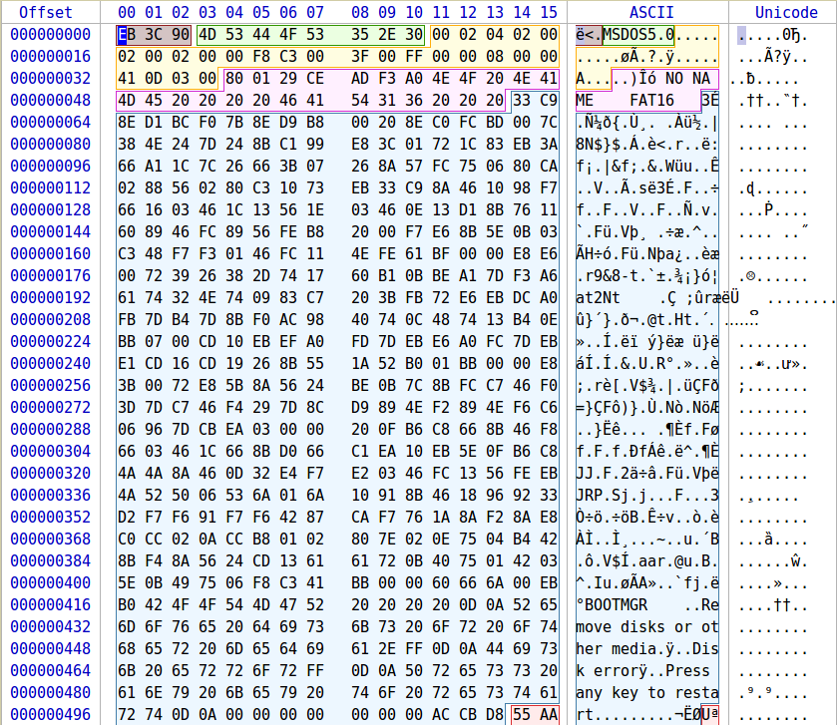 Offset 00 01 02 03 04 05 06 07 08 09 10 11 12 13 14 15 ASCII Unicode
000000000 EB 3C 90 4D 53 44 4F 53 35 2E 30 00 02 04 02 00 ë<.MSDOS5.0..... .....0Ђ.
000000016 02 00 02 00 00 F8 C3 00 3F 00 FF 00 00 08 00 00 .....øÃ.?.ÿ..... ...Ã?ÿ..
000000032 41 0D 03 00 80 01 29 CE AD F3 A0 4E 4F 20 4E 41 A.....)Îó NO NA
000000048 4D 45 20 20 20 20 46 41 54 31 36 20 20 20 33 C9 ME    FAT16   3É .††..‶†.
000000064 8E D1 BC F0 7B 8E D9 B8 00 20 8E C0 FC BD 00 7C .Ñ¼ð{.Ù¸. .Àü½.| .... ...
000000080 38 4E 24 7D 24 8B C1 99 E8 3C 01 72 1C 83 EB 3A 8N$}$.Á.è<.r..ë: ........
000000096 66 A1 1C 7C 26 66 3B 07 26 8A 57 FC 75 06 80 CA f¡.|&f;.&.Wüu..Ê ........
000000112 02 88 56 02 80 C3 10 73 EB 33 C9 8A 46 10 98 F7 ..V..Ã.së3É.F..÷
000000128 66 16 03 46 1C 13 56 1E 03 46 0E 13 D1 8B 76 11 f..F..V..F..Ñ.v. ...Ṗ....
000000144 60 89 46 FC 89 56 FE B8 20 00 F7 E6 8B 5E 0B 03 `.Fü.Vþ¸ .÷æ.^..
000000160 C3 48 F7 F3 01 46 FC 11 4E FE 61 BF 00 00 E8 E6 ÃH÷ó.Fü.Nþa¿..èæ ........
000000176 00 72 39 26 38 2D 74 17 60 B1 0B BE A1 7D F3 A6 .r9&8-t.`±.¾¡}ó¦
000000192 61 74 32 4E 74 09 83 C7 20 3B FB 72 E6 EB DC A0 at2Nt ..Ç ;ûræëÜ ........
000000208 FB 7D B4 7D 8B F0 AC 98 40 74 0C 48 74 13 B4 0E û}´}.ð¬.@t.Ht.´.
000000224 BB 07 00 CD 10 EB EF A0 FD 7D EB E6 A0 FC 7D EB »..Í.ëï ý}ëæ ü}ë ........
000000240 E1 CD 16 CD 19 26 8B 55 1A 52 B0 01 BB 00 00 E8 áÍ.Í.&.U.R°.»..è
000000256 3B 00 72 E8 5B 8A 56 24 BE 0B 7C 8B FC C7 46 F0 ;.rè[.V$¾.|.üÇFð ;.......
000000272 3D 7D C7 46 F4 29 7D 8C D9 89 4E F2 89 4E F6 C6 =}ÇFô)}.Ù.Nò.NöÆ ........
000000288 06 96 7D CB EA 03 00 00 20 0F B6 C8 66 8B 46 F8 ..}Ëê... .¶Èf.Fø ........
000000304 66 03 46 1C 66 8B D0 66 C1 EA 10 EB 5E 0F B6 C8 f.F.f.ÐfÁê.ë^.¶È ........
000000320 4A 4A 8A 46 0D 32 E4 F7 E2 03 46 FC 13 56 FE EB JJ.F.2ä÷â.Fü.Vþë ........
000000336 4A 52 50 06 53 6A 01 6A 10 91 8B 46 18 96 92 33 JRP.Sj.j...F...3
000000352 D2 F7 F6 91 F7 F6 42 87 CA F7 76 1A 8A F2 8A E8 Ò÷ö.÷öB.Ê÷v..ò.è ........
000000368 C0 CC 02 0A CC B8 01 02 80 7E 02 0E 75 04 B4 42 ÀÌ..Ì¸...~..u.´B
000000384 8B F4 8A 56 24 CD 13 61 61 72 0B 40 75 01 42 03 .ô.V$Í.aar.@u.B. ......ŵ.
000000400 5E 0B 49 75 06 F8 C3 41 BB 00 00 60 66 6A 00 EB ^.Iu.øÃA»..`fj.ë ....»...
000000416 B0 42 4F 4F 54 4D 47 52 20 20 20 20 0D 0A 52 65 °BOOTMGR    ..Re ....††..
000000432 6D 6F 76 65 20 64 69 73 6B 73 20 6F 72 20 6F 74 move disks or ot ........
000000448 68 65 72 20 6D 65 64 69 61 2E FF 0D 0A 44 69 73 her media.ÿ..Dis ........
000000464 6B 20 65 72 72 6F 72 FF 0D 0A 50 72 65 73 73 20 k errorÿ..Press ........
000000480 61 6E 79 20 6B 65 79 20 74 6F 20 72 65 73 74 61 any key to resta .⁹.⁹....
000000496 72 74 0D 0A 00 00 00 00 00 00 00 AC CB D8 55 AA rt.........¬ËØUª ........